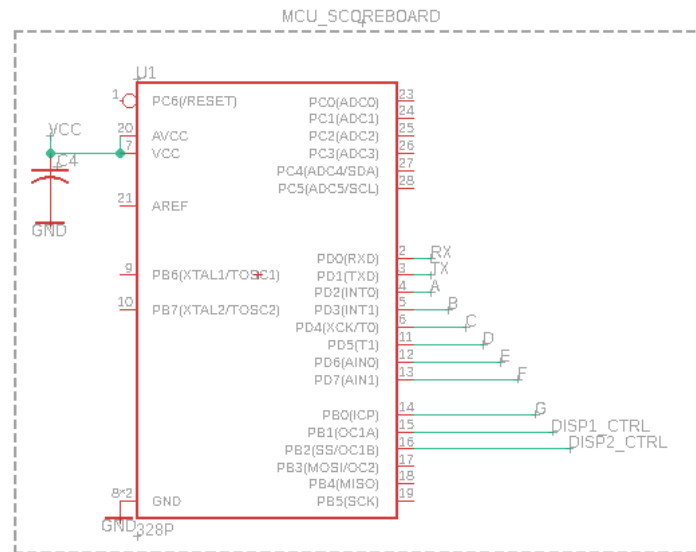 MCU_SCOREBOARD
U1
1 PC6(/RESET) PC0(ADC0) 23
PC1(ADC1) 24
VCC 20 AVCC PC2(ADC2) 25
7 VCC PC3(ADC3) 26
C4 PC4(ADC4/SDA) 27
PC5(ADC5/SCL) 28
21 AREF
GND
PD0(RXD) 2 RX
9 PB6(XTAL1/TOSC1) PD1(TXD) 3 TX
PD2(INT0) 4 A
10 PB7(XTAL2/TOSC2) PD3(INT1) 5 B
PD4(XCK/T0) 6 C
PD5(T1) 11 D
PD6(AIN0) 12 E
PD7(AIN1) 13 F
PB0(ICP) 14 G
PB1(OC1A) 15 DISP1_CTRL
PB2(SS/OC1B) 16 DISP2_CTRL
PB3(MOSI/OC2) 17
PB4(MISO) 18
8*2 GND PB5(SCK) 19
GND 328P